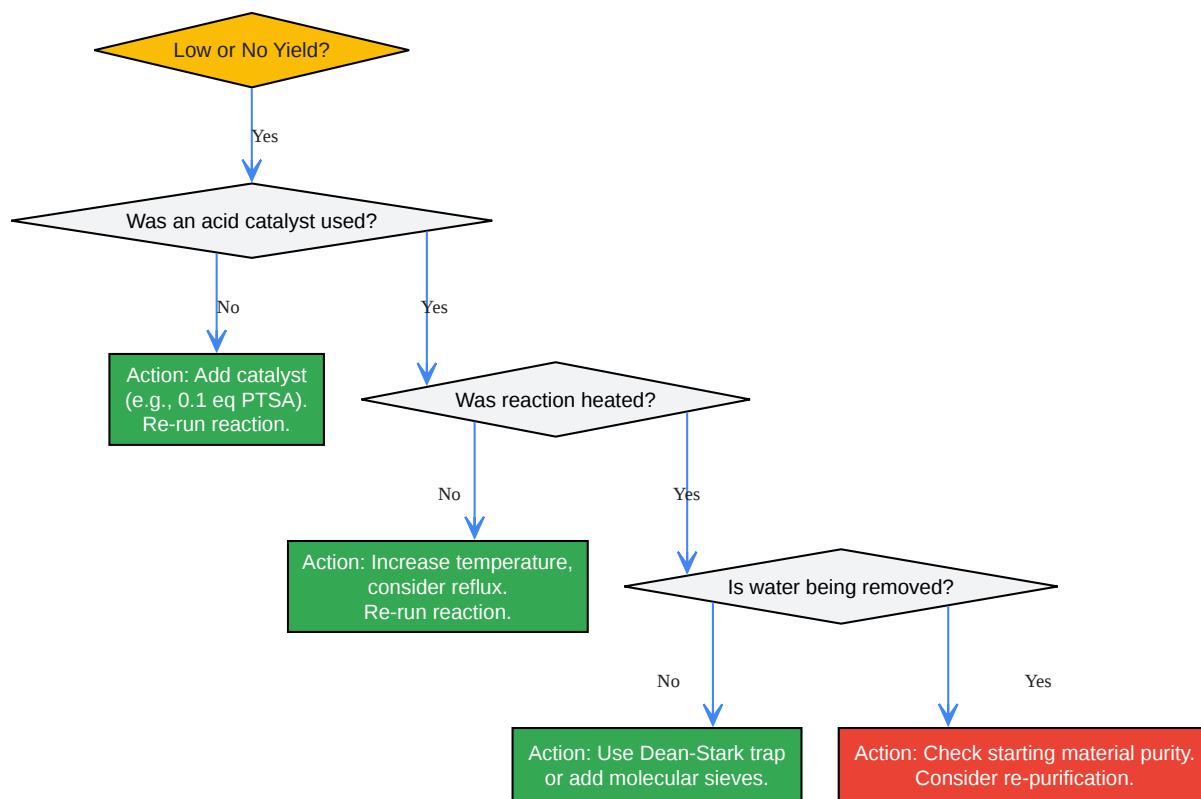 Low or No Yield?
Yes
Was an acid catalyst used?
No
Yes
Action: Add catalyst
(e.g., 0.1 eq PTSA).
Re-run reaction.
Was reaction heated?
No
Yes
Action: Increase temperature,
consider reflux.
Re-run reaction.
Is water being removed?
No
Yes
Action: Use Dean-Stark trap
or add molecular sieves.
Action: Check starting material purity.
Consider re-purification.